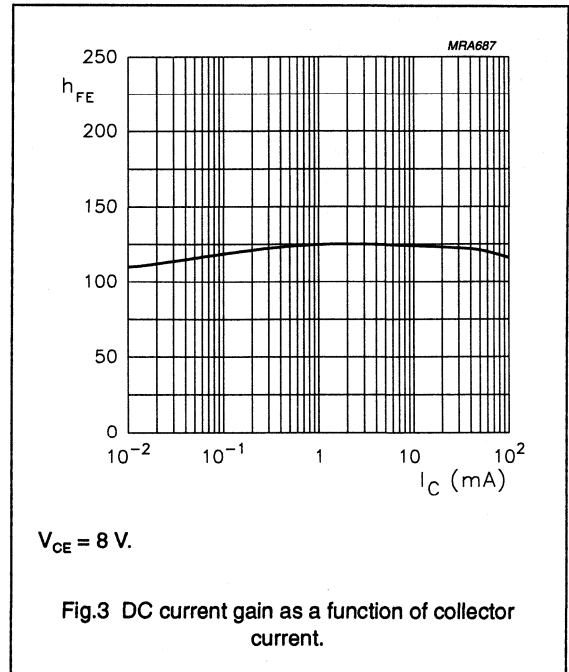 MRA687
250
h_FE
200
150
100
50
0
10^-2
10^-1
1
10
10^2
I_C (mA)
V_CE = 8 V.
Fig.3 DC current gain as a function of collector
current.